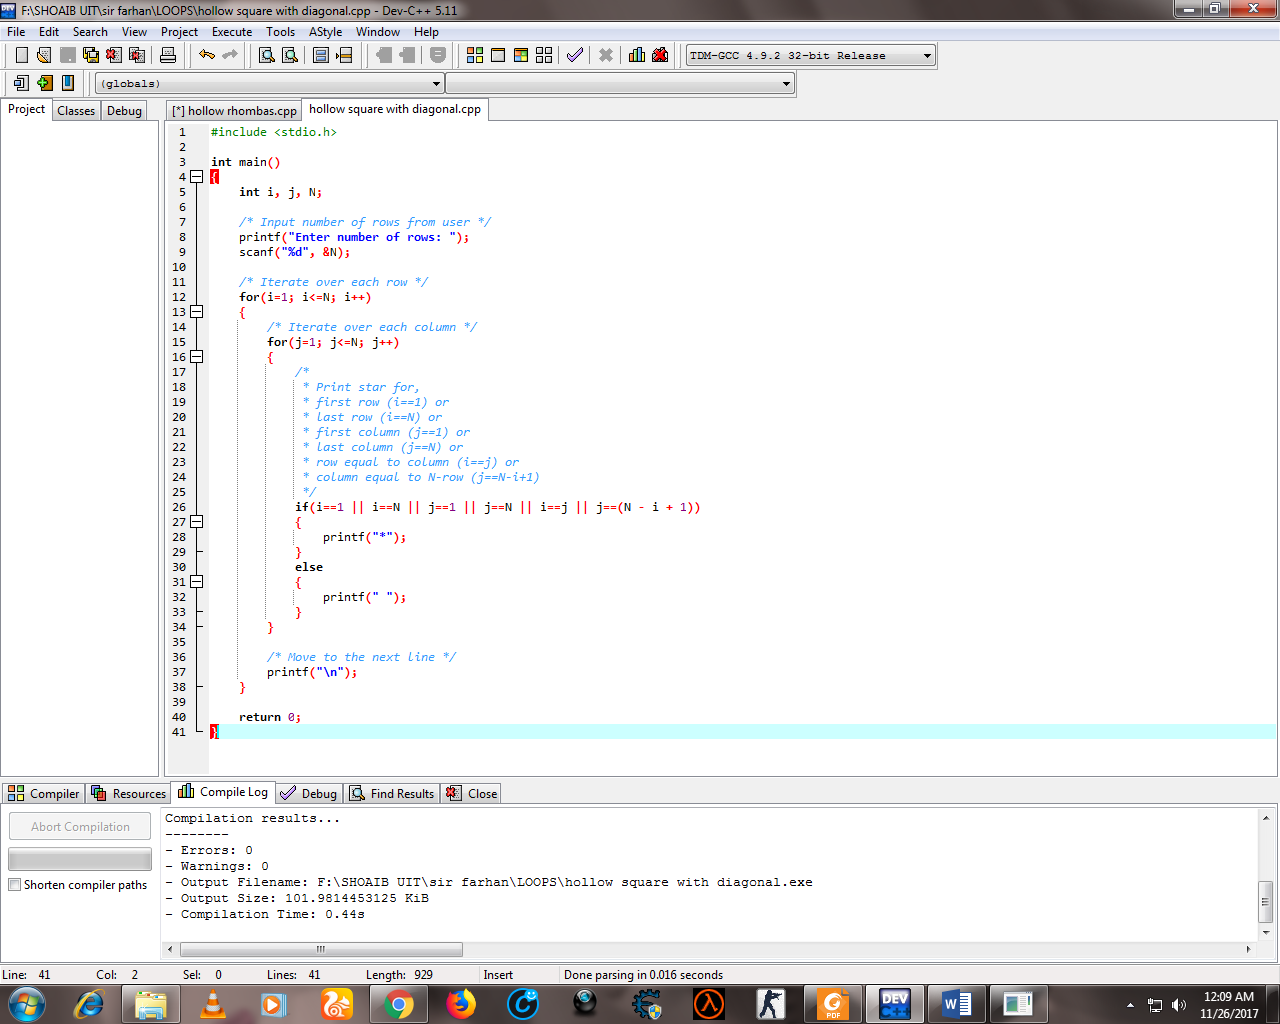 F:\SHOAIB UIT\sir farhan\LOOPS\hollow square with diagonal.cpp - Dev-C++ 5.11
File Edit Search View Project Execute Tools AStyle Window Help
TDM-GCC 4.9.2 32-bit Release
(globals)
Project Classes Debug [*] hollow rhombas.cpp hollow square with diagonal.cpp
1 #include <stdio.h>
2
3 int main()
4 {
5 int i, j, N;
6
7 /* Input number of rows from user */
8 printf("Enter number of rows: ");
9 scanf("%d", &N);
10
11 /* Iterate over each row */
12 for(i=1; i<=N; i++)
13 {
14 /* Iterate over each column */
15 for(j=1; j<=N; j++)
16 {
17 /*
18 * Print star for,
19 * first row (i==1) or
20 * last row (i==N) or
21 * first column (j==1) or
22 * last column (j==N) or
23 * row equal to column (i==j) or
24 * column equal to N-row (j==N-i+1)
25 */
26 if(i==1 || i==N || j==1 || j==N || i==j || j==(N - i + 1))
27 {
28 printf("*");
29 }
30 else
31 {
32 printf(" ");
33 }
34 }
35
36 /* Move to the next line */
37 printf("\n");
38 }
39
40 return 0;
41 }
Compiler Resources Compile Log Debug Find Results Close
Abort Compilation
Shorten compiler paths
Compilation results...
--------
- Errors: 0
- Warnings: 0
- Output Filename: F:\SHOAIB UIT\sir farhan\LOOPS\hollow square with diagonal.exe
- Output Size: 101.9814453125 KiB
- Compilation Time: 0.44s
Line: 41 Col: 2 Sel: 0 Lines: 41 Length: 929 Insert Done parsing in 0.016 seconds
PDF
DEV C++
W
12:09 AM
11/26/2017